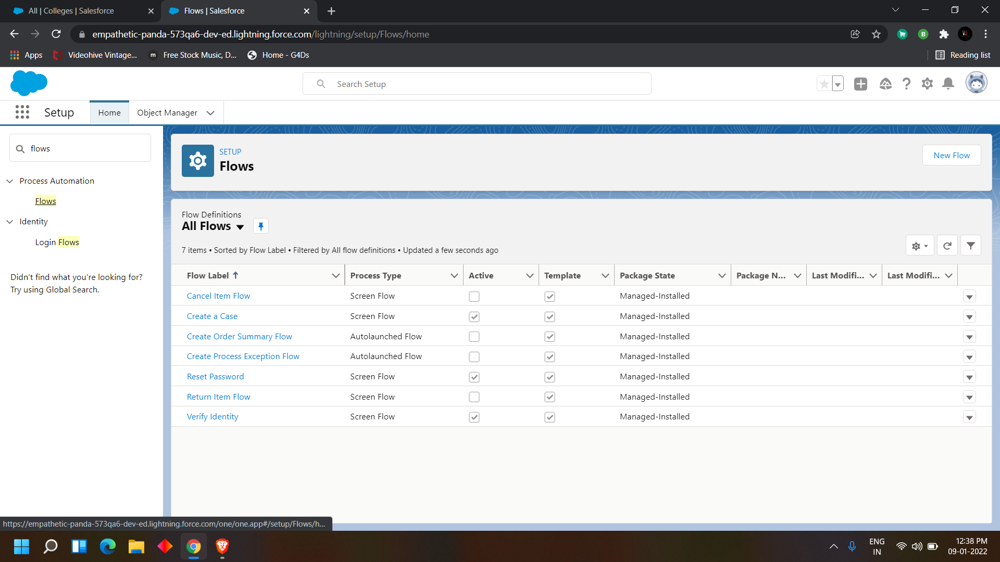 All | Colleges | Salesforce
Flows | Salesforce
empathetic-panda-573qa6-dev-ed.lightning.force.com/lightning/setup/Flows/home
Apps
Videohive Vintage...
m
Free Stock Music, D...
Home - G4Ds
Reading list
Search Setup
Setup
Home
Object Manager
flows
Process Automation
Flows
Identity
Login Flows
Didn't find what you're looking for?
Try using Global Search.
SETUP
Flows
New Flow
Flow Definitions
All Flows
7 items • Sorted by Flow Label • Filtered by All flow definitions • Updated a few seconds ago
Flow Label Process Type Active Template Package State Package N... Last Modifi... Last Modifi...
Cancel Item Flow Screen Flow Managed-Installed
Create a Case Screen Flow Managed-Installed
Create Order Summary Flow Autolaunched Flow Managed-Installed
Create Process Exception Flow Autolaunched Flow Managed-Installed
Reset Password Screen Flow Managed-Installed
Return Item Flow Screen Flow Managed-Installed
Verify Identity Screen Flow Managed-Installed
https://empathetic-panda-573qa6-dev-ed.lightning.force.com/one/one.app#/setup/Flows/h...
ENG
IN
12:38 PM
09-01-2022